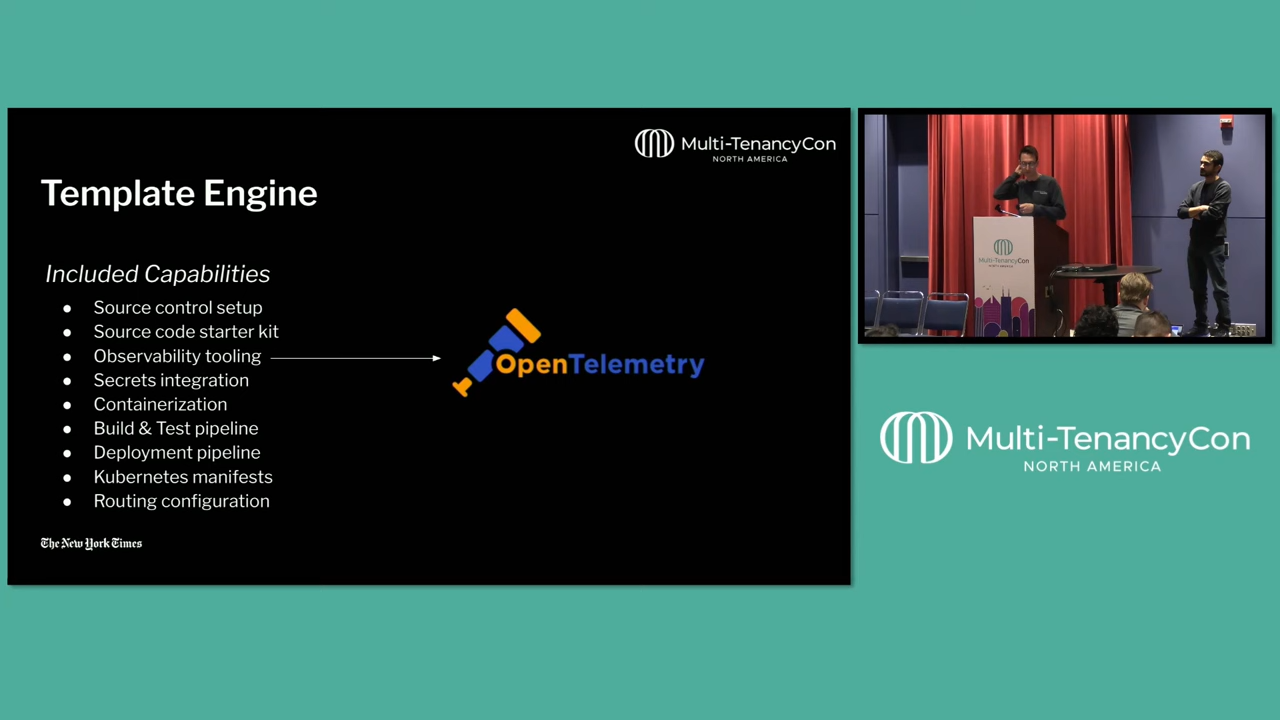 Multi-TenancyCon
NORTH AMERICA
Template Engine
Included Capabilities
● Source control setup
● Source code starter kit
● Observability tooling
● Secrets integration
● Containerization
● Build & Test pipeline
● Deployment pipeline
● Kubernetes manifests
● Routing configuration
OpenTelemetry
The New York Times
Multi-TenancyCon
NORTH AMERICA
Multi-TenancyCon
NORTH AMERICA